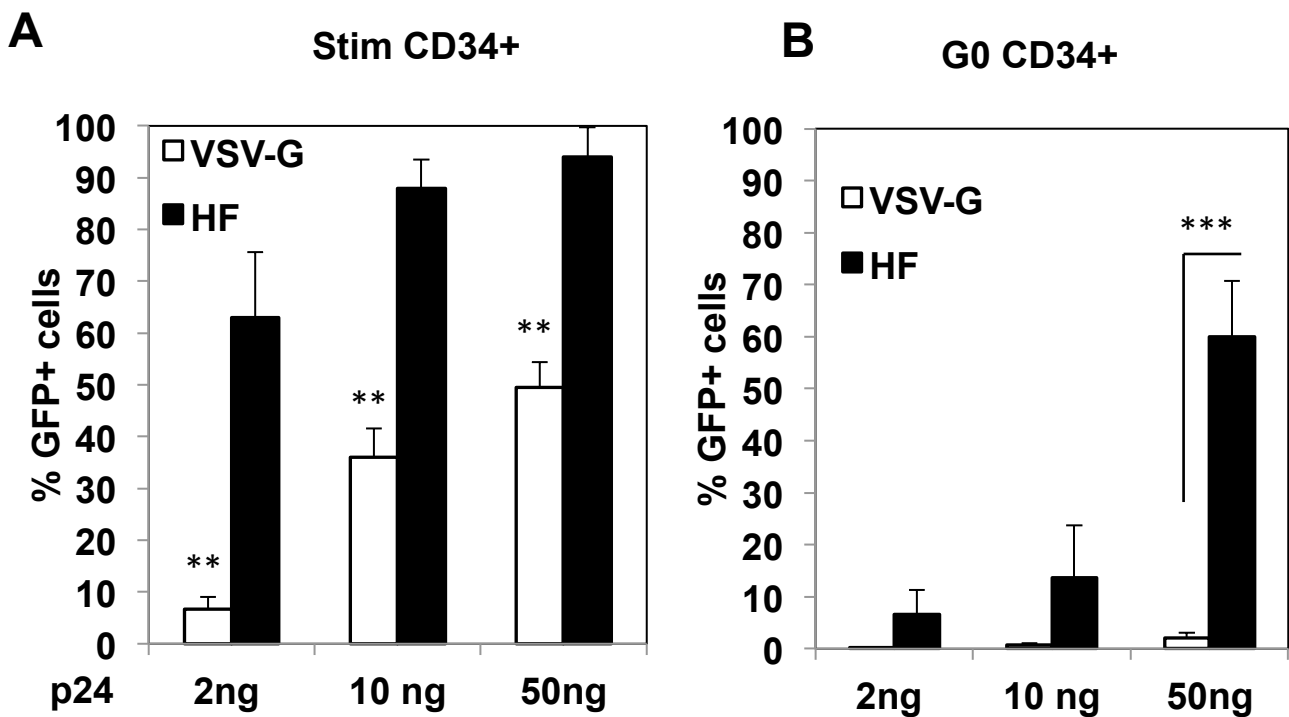 A
Stim CD34+
% GFP+ cells
100
90
80
70
60
50
40
30
20
10
0
VSV-G
HF
**
**
**
p24
2ng
10 ng
50ng
B
G0 CD34+
% GFP+ cells
100
90
80
70
60
50
40
30
20
10
0
VSV-G
HF
***
2ng
10 ng
50ng